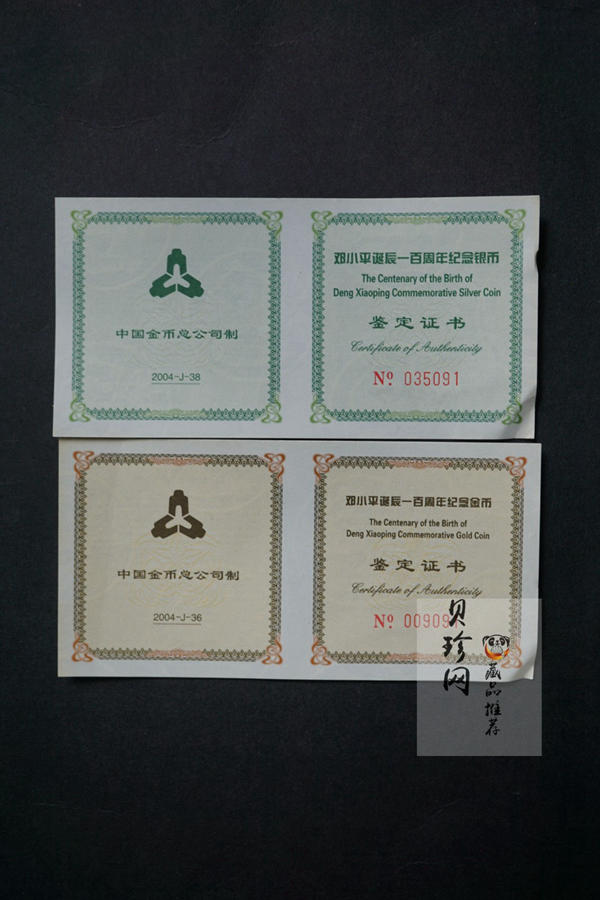 中国金币总公司制
2004-J-38
邓小平诞辰一百周年纪念银币
The Centenary of the Birth of
Deng Xiaoping Commemorative Silver Coin
鉴定证书
Certificate of Authenticity
Nº 035091
中国金币总公司制
2004-J-36
邓小平诞辰一百周年纪念金币
The Centenary of the Birth of
Deng Xiaoping Commemorative Gold Coin
鉴定证书
Certificate of Authenticity
Nº 00909
贝珍网
藏品推荐